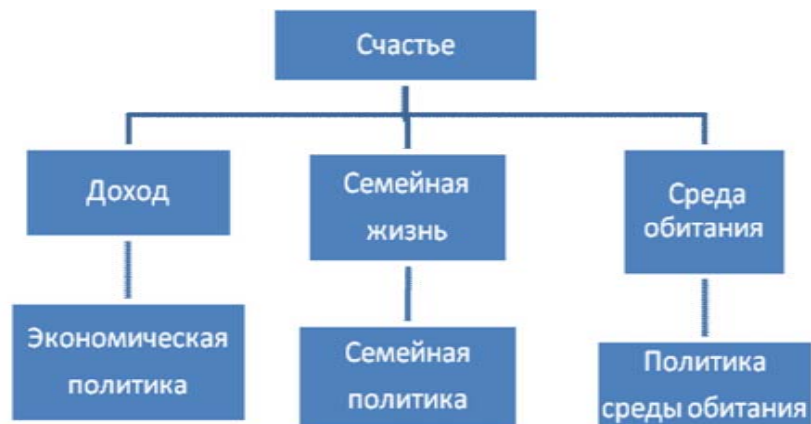 Счастье
Доход
Семейная
жизнь
Среда
обитания
Экономическая
политика
Семейная
политика
Политика
среды обитания